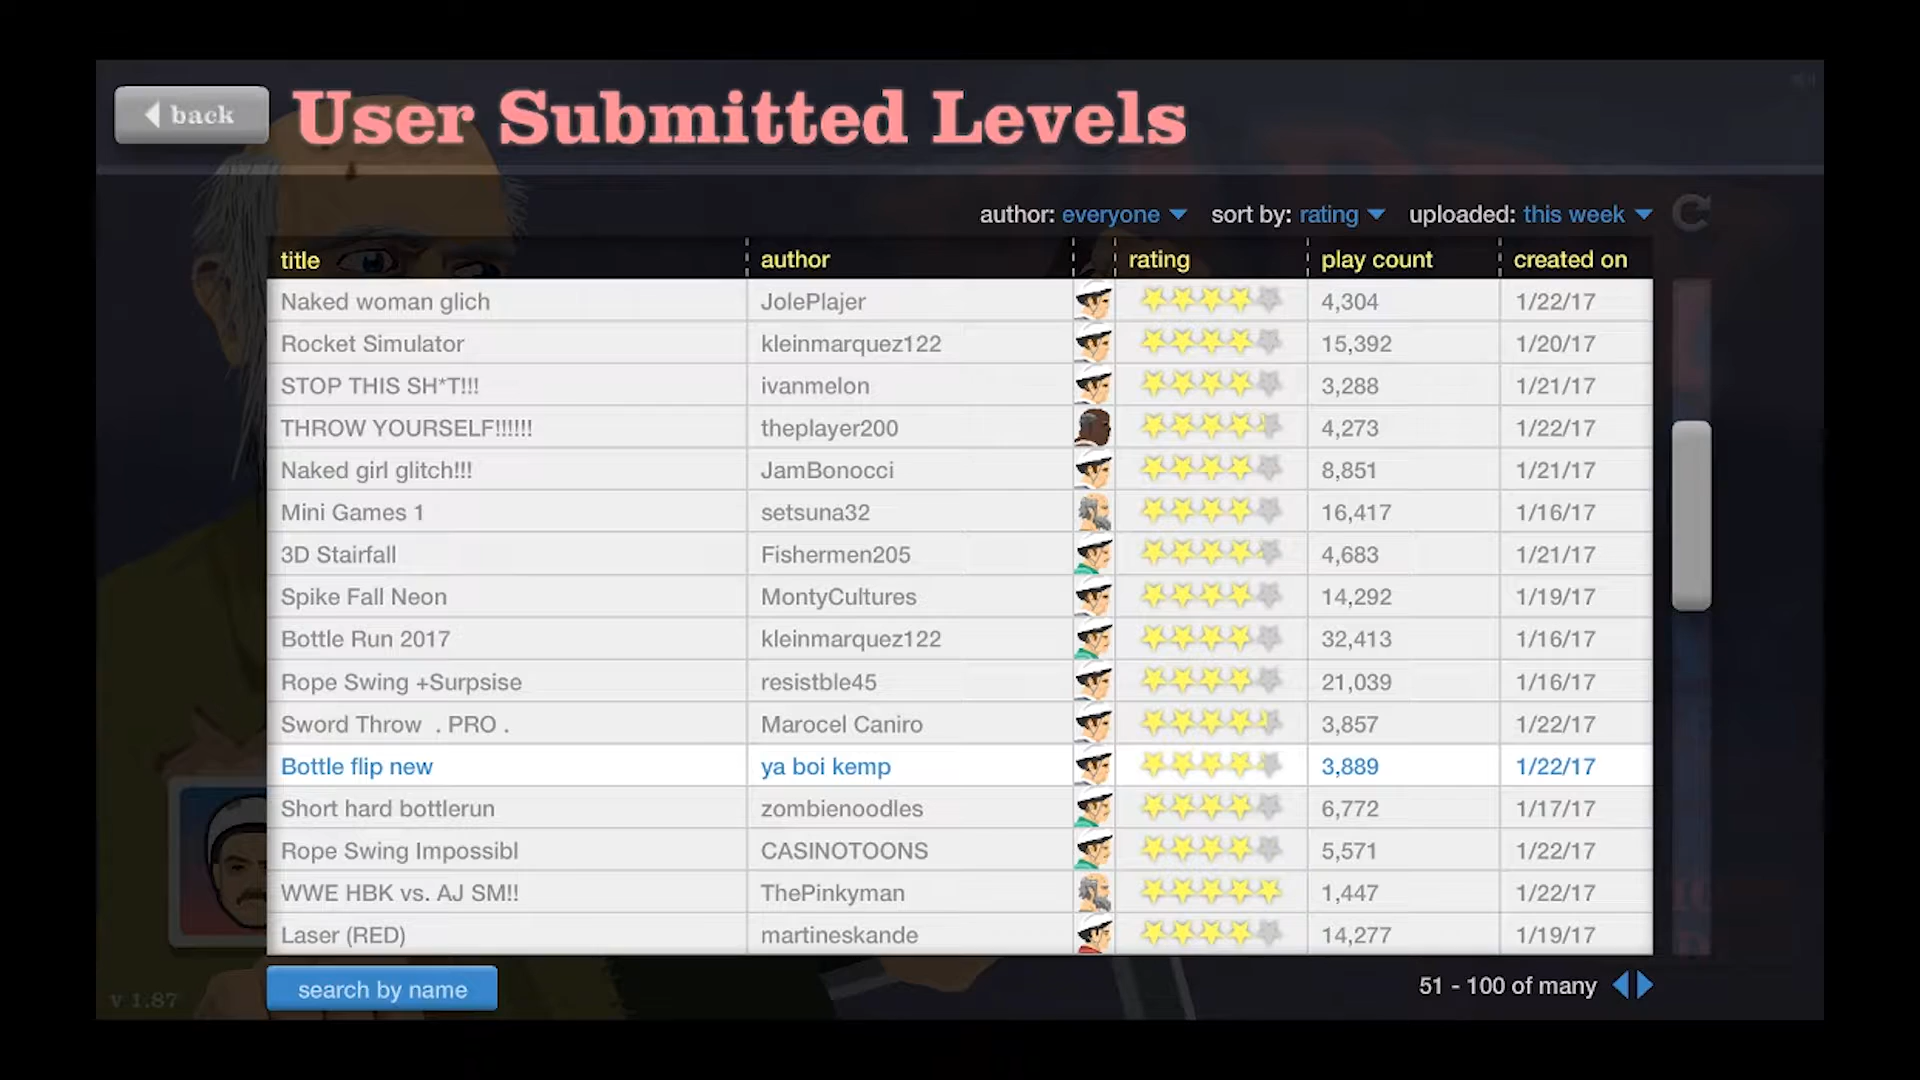 back
User Submitted Levels
author: everyone sort by: rating uploaded: this week
title author rating play count created on
Naked woman glich JolePlajer 4,304 1/22/17
Rocket Simulator kleinmarquez122 15,392 1/20/17
STOP THIS SH*T!!! ivanmelon 3,288 1/21/17
THROW YOURSELF!!!!!! theplayer200 4,273 1/22/17
Naked girl glitch!!! JamBonocci 8,851 1/21/17
Mini Games 1 setsuna32 16,417 1/16/17
3D Stairfall Fishermen205 4,683 1/21/17
Spike Fall Neon MontyCultures 14,292 1/19/17
Bottle Run 2017 kleinmarquez122 32,413 1/16/17
Rope Swing +Surpsise resistble45 21,039 1/16/17
Sword Throw . PRO . Marocel Caniro 3,857 1/22/17
Bottle flip new ya boi kemp 3,889 1/22/17
Short hard bottlerun zombienoodles 6,772 1/17/17
Rope Swing Impossibl CASINOTOONS 5,571 1/22/17
WWE HBK vs. AJ SM!! ThePinkyman 1,447 1/22/17
Laser (RED) martineskande 14,277 1/19/17
v 1.87 search by name 51 - 100 of many